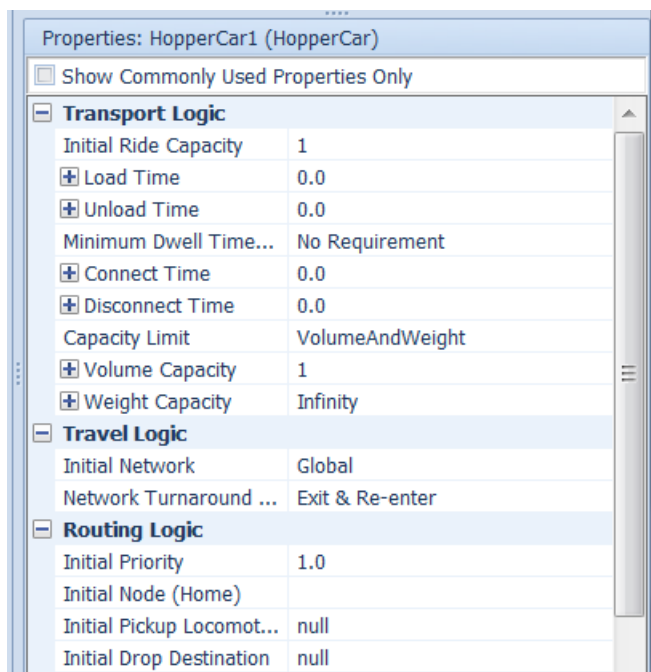 Properties: HopperCar1 (HopperCar)
Show Commonly Used Properties Only
Transport Logic
Initial Ride Capacity 1
Load Time 0.0
Unload Time 0.0
Minimum Dwell Time... No Requirement
Connect Time 0.0
Disconnect Time 0.0
Capacity Limit VolumeAndWeight
Volume Capacity 1
Weight Capacity Infinity
Travel Logic
Initial Network Global
Network Turnaround ... Exit & Re-enter
Routing Logic
Initial Priority 1.0
Initial Node (Home)
Initial Pickup Locomot... null
Initial Drop Destination null